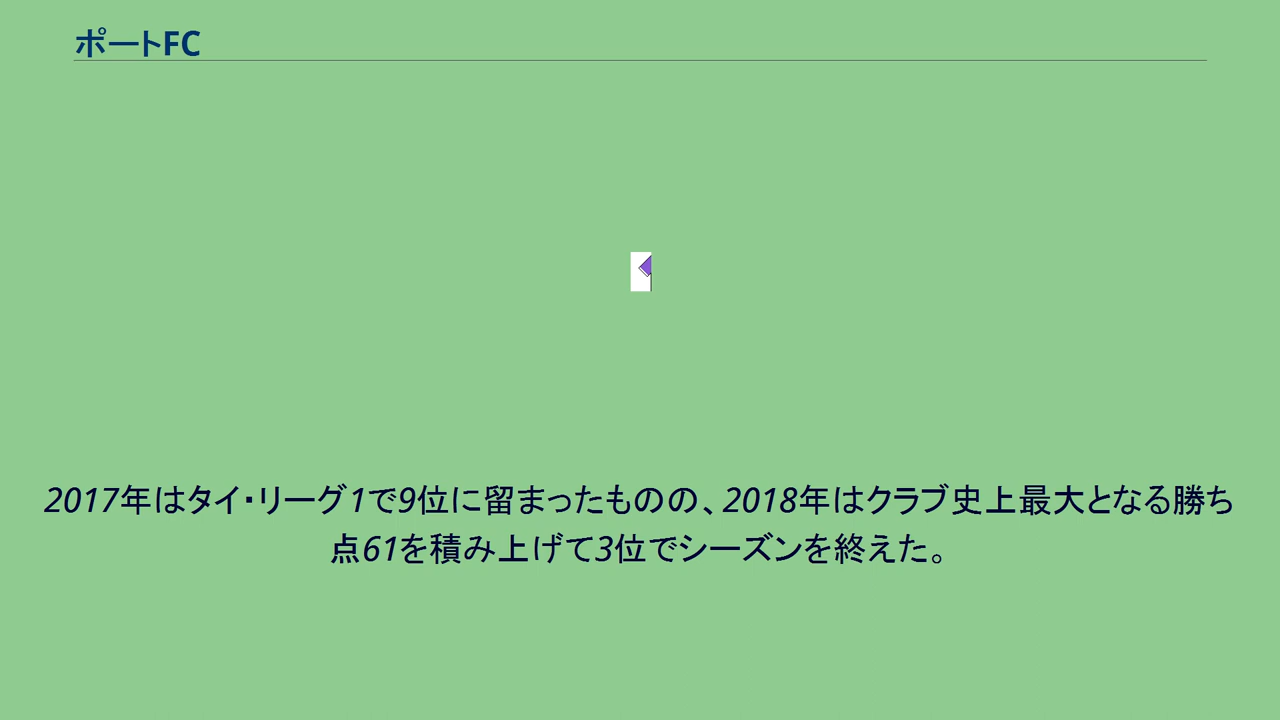 ポートFC
2017年はタイ・リーグ1で9位に留まったものの、2018年はクラブ史上最大となる勝ち
点61を積み上げて3位でシーズンを終えた。